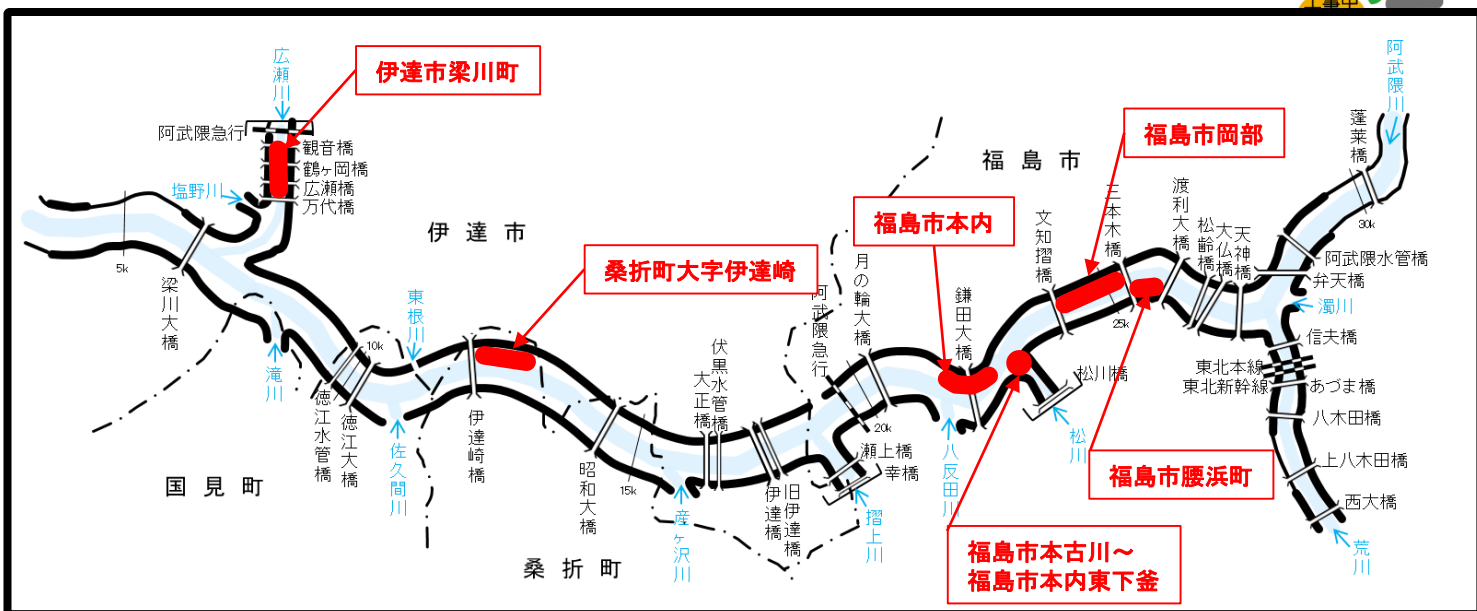 工事中
広瀬川
伊達市梁川町
阿武隈急行
観音橋
鶴ヶ岡橋
広瀬橋
万代橋
塩野川
伊達市
5k
梁川大橋
滝川
10k
徳江水管橋
徳江大橋
東根川
佐久間川
国見町
桑折町大字伊達崎
伊達崎橋
昭和大橋
15k
桑折町
産ヶ沢川
大正橋
伏黒水管橋
伊達橋
旧伊達橋
阿武隈急行
月の輪大橋
20k
瀬上橋
幸橋
摺上川
福島市
福島市本内
鎌田大橋
八反田川
文知摺橋
福島市岡部
三本木橋
25k
松川橋
松川
福島市腰浜町
福島市本古川～
福島市本内東下釜
渡利大橋
松齢橋
大仏橋
天神橋
蓬莱橋
阿武隈川
30k
阿武隈水管橋
弁天橋
濁川
信夫橋
東北本線
東北新幹線
あづま橋
八木田橋
上八木田橋
西大橋
荒川